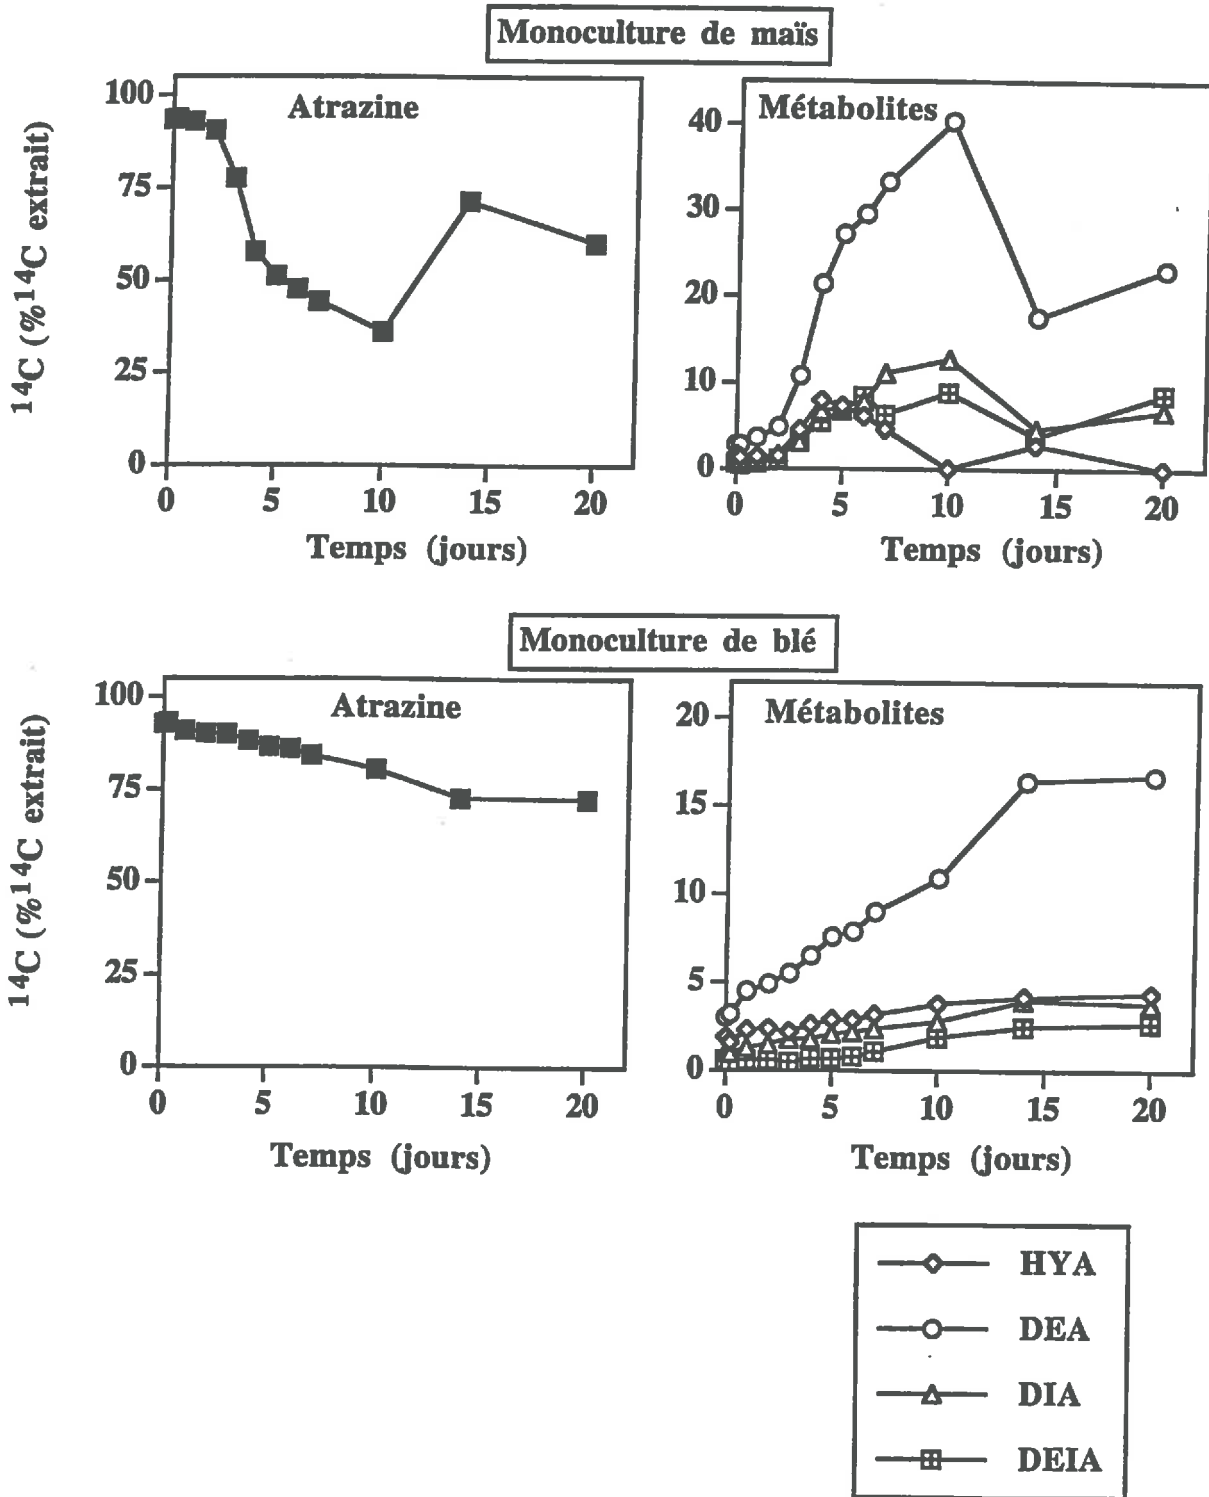 Monoculture de maïs
Atrazine
Métabolites
14C (%14C extrait)
100
75
50
25
0
0 5 10 15 20
Temps (jours)
40
30
20
10
0
0 5 10 15 20
Temps (jours)
Monoculture de blé
Atrazine
Métabolites
14C (%14C extrait)
100
75
50
25
0
0 5 10 15 20
Temps (jours)
20
15
10
5
0
0 5 10 15 20
Temps (jours)
HYA
DEA
DIA
DEIA